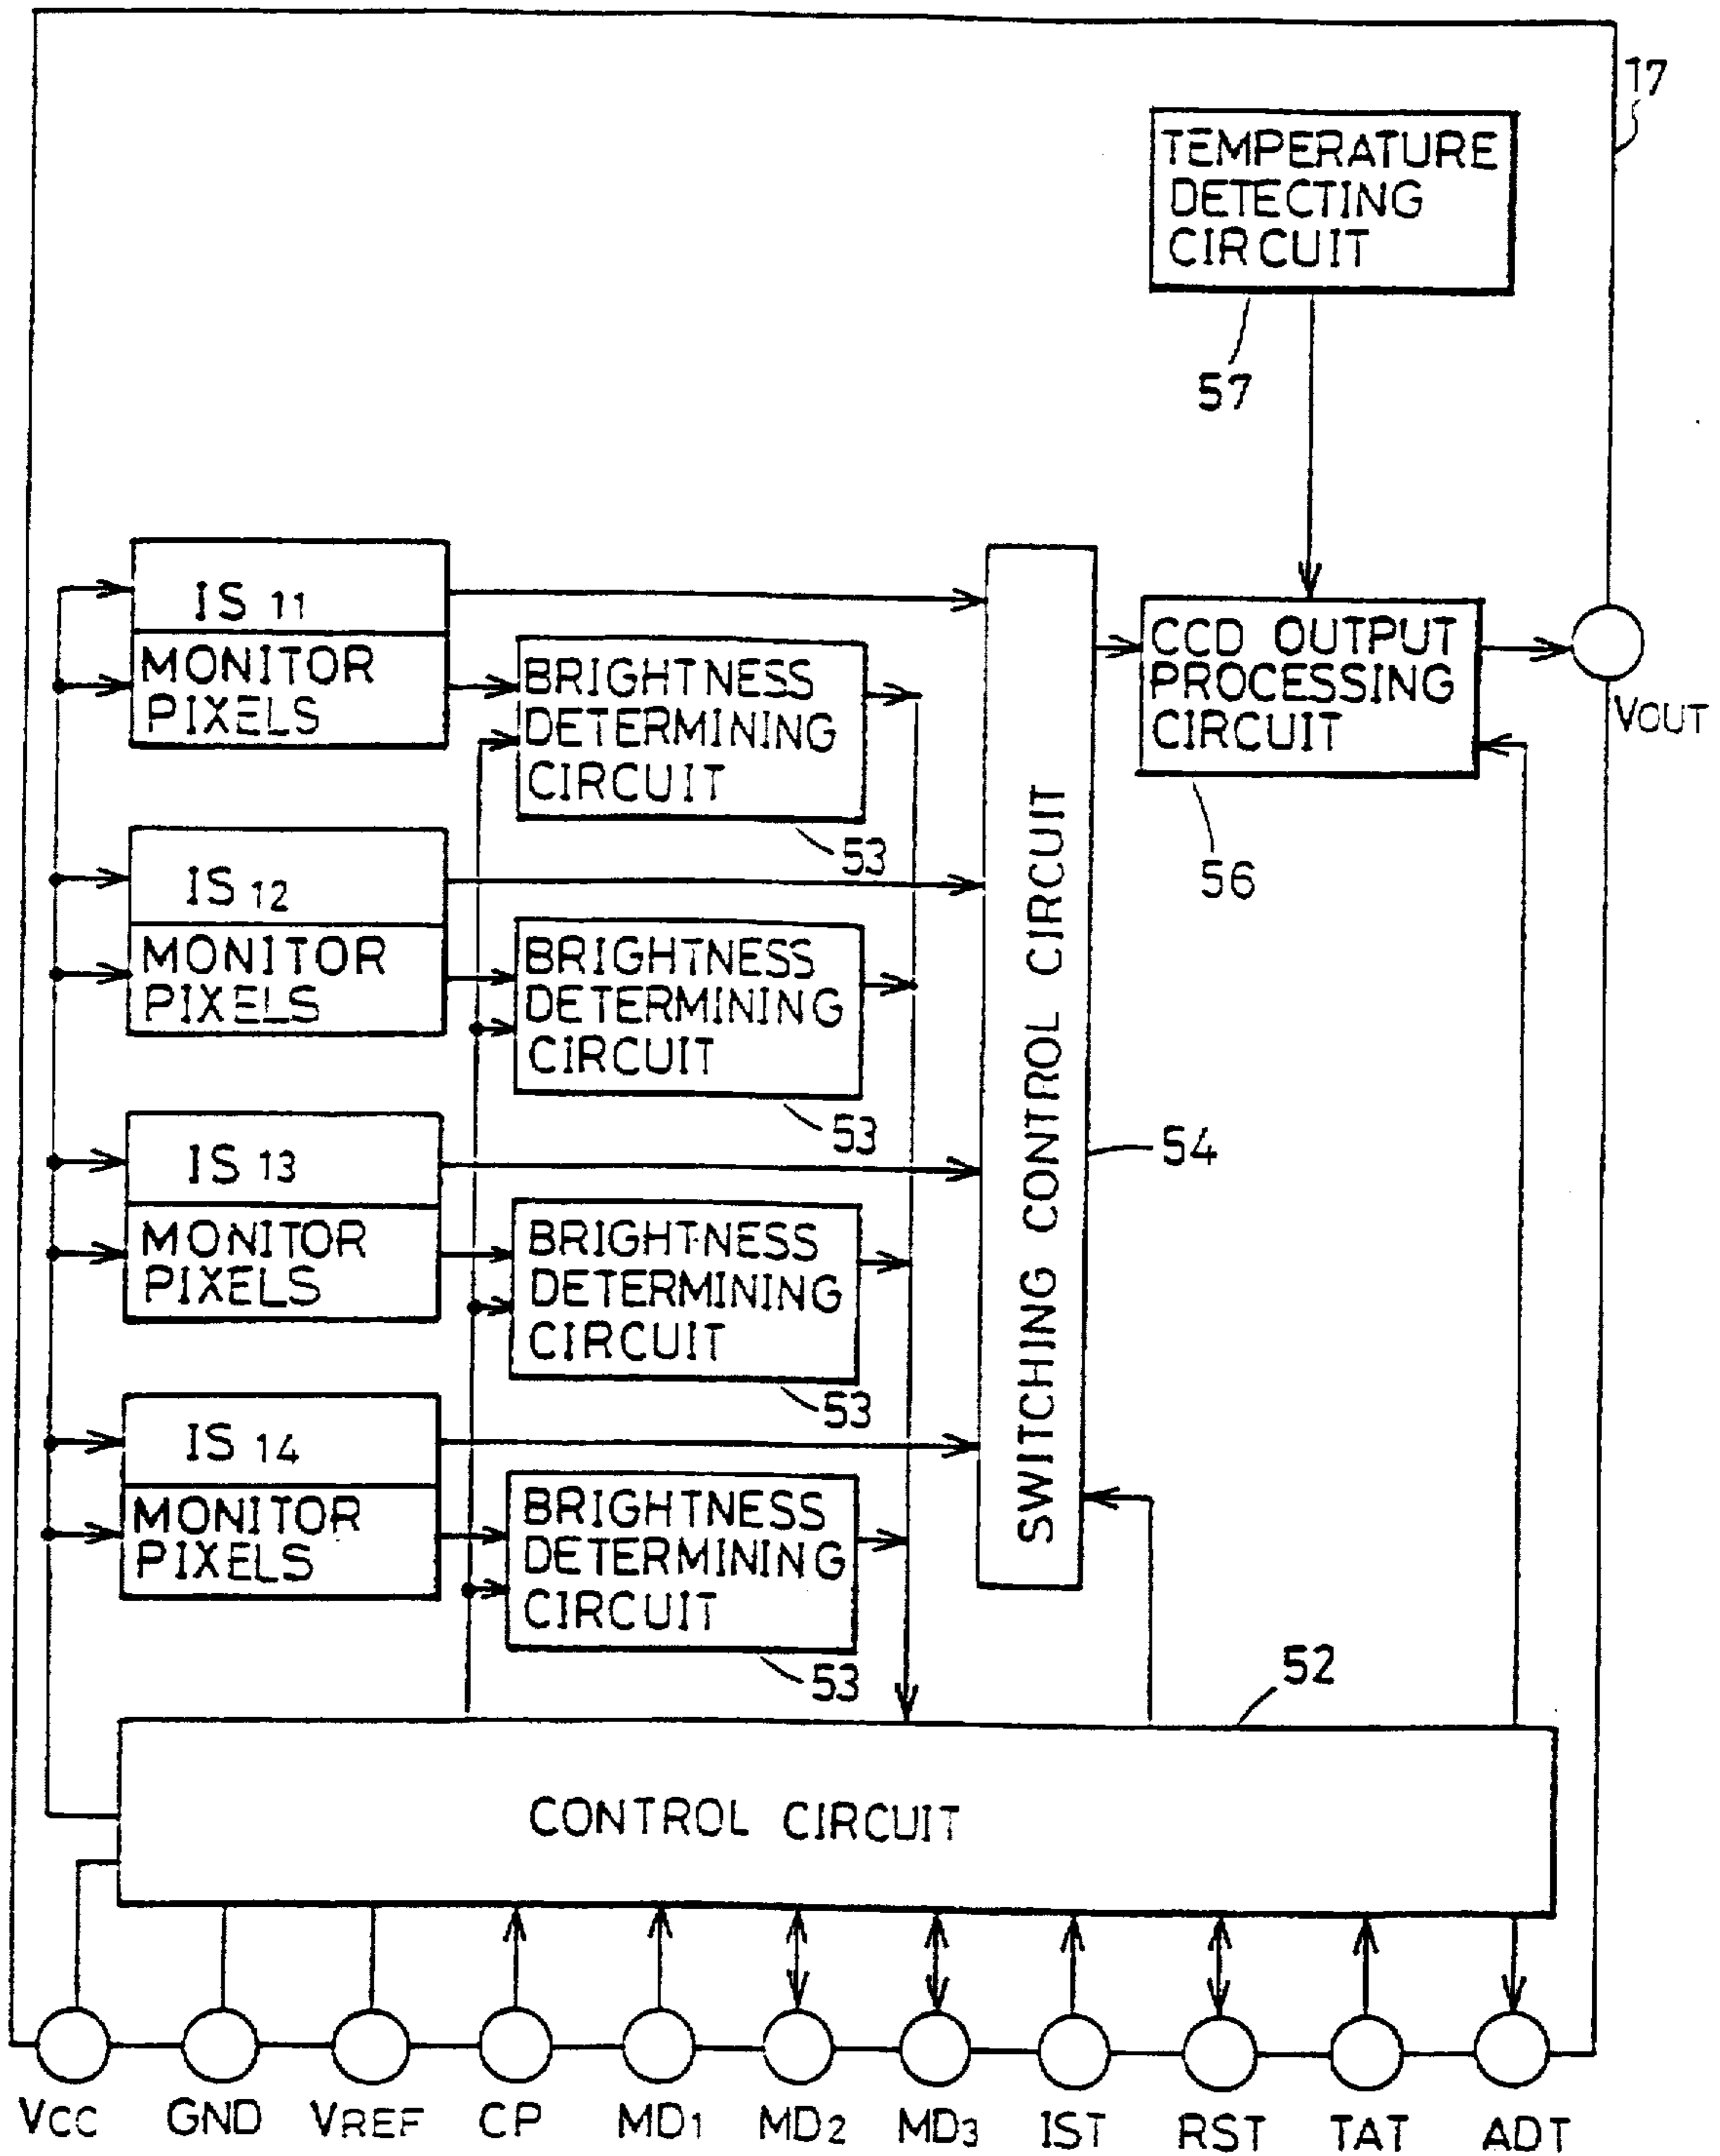 17
TEMPERATURE
DETECTING
CIRCUIT
57
IS 11
MONITOR
PIXELS
BRIGHTNESS
DETERMINING
CIRCUIT
53
CCD OUTPUT
PROCESSING
CIRCUIT
56
VOUT
IS 12
MONITOR
PIXELS
BRIGHTNESS
DETERMINING
CIRCUIT
53
SWITCHING CONTROL CIRCUIT
54
IS 13
MONITOR
PIXELS
BRIGHTNESS
DETERMINING
CIRCUIT
53
IS 14
MONITOR
PIXELS
BRIGHTNESS
DETERMINING
CIRCUIT
53
52
CONTROL CIRCUIT
VCC GND VREF CP MD1 MD2 MD3 IST RST TAT ADT